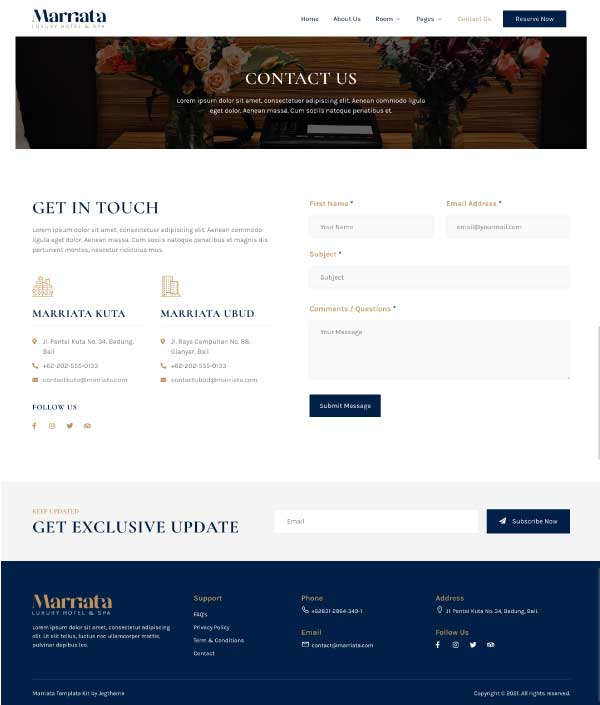 Marriata
LUXURY HOTEL & SPA
Home
About Us
Room
Pages
Contact Us
Reserve Now
CONTACT US
Lorem ipsum dolor sit amet, consectetuer adipiscing elit. Aenean commodo ligula
eget dolor. Aenean massa. Cum sociis natoque penatibus et.
GET IN TOUCH
Lorem ipsum dolor sit amet, consectetuer adipiscing elit. Aenean commodo
ligula eget dolor. Aenean massa. Cum sociis natoque penatibus et magnis dis
parturient montes, nascetur ridiculus mus.
MARRIATA KUTA
Jl. Pantai Kuta No. 34, Badung,
Bali
+62-202-555-0133
contactkuta@marriata.com
MARRIATA UBUD
Jl. Raya Campuhan No. 88,
Gianyar, Bali
+62-202-555-0133
contactubud@marriata.com
FOLLOW US
First Name *
Your Name
Email Address *
email@yourmail.com
Subject *
Subject
Comments / Questions *
Your Message
Submit Message
KEEP UPDATED
GET EXCLUSIVE UPDATE
Email
Subscribe Now
Marriata
LUXURY HOTEL & SPA
Lorem ipsum dolor sit amet, consectetur adipiscing
elit. Ut elit tellus, luctus nec ullamcorper mattis,
pulvinar dapibus leo.
Support
FAQ's
Privacy Policy
Term & Conditions
Contact
Phone
+62831-2864-349-1
Email
contact@marriata.com
Address
Jl. Pantai Kuta No. 34, Badung, Bali.
Follow Us
Marriata Template Kit by Jegtheme
Copyright © 2021. All rights reserved.